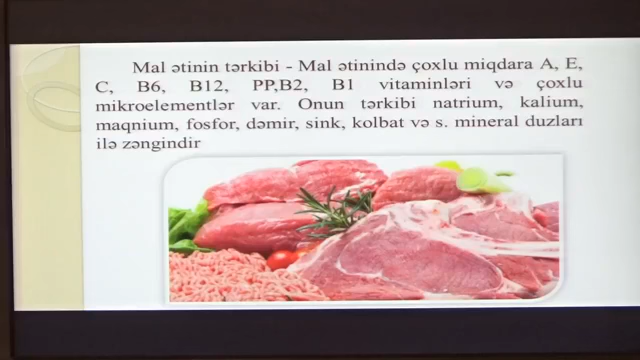 Mal ətinin tərkibi - Mal ətinində çoxlu miqdara A, E,
C, B6, B12, PP,B2, B1 vitaminləri və çoxlu
mikroelementlər var. Onun tərkibi natrium, kalium,
maqnium, fosfor, dəmir, sink, kolbat və s. mineral duzları
ilə zəngindir